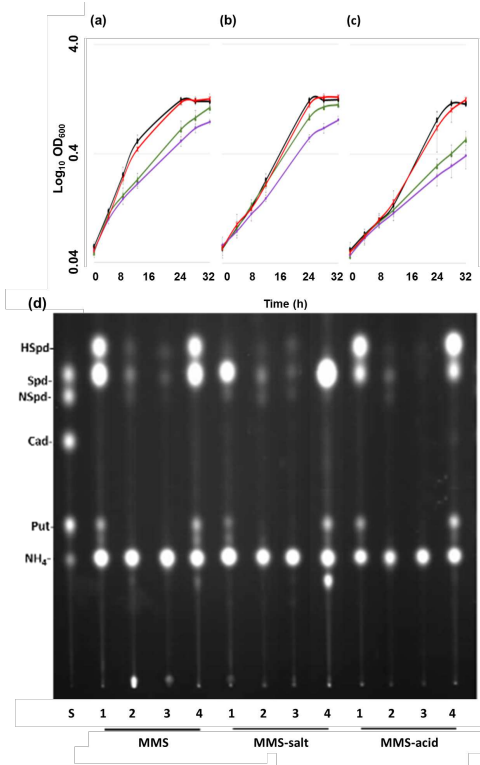 (a) (b) (c)
4.0
0.4
0.04
Log10 OD600
0 8 16 24 32 0 8 16 24 32 0 8 16 24 32
Time (h)
(d)
HSpd-
Spd-
NSpd-
Cad-
Put-
NH4-
S 1 2 3 4 1 2 3 4 1 2 3 4
MMS MMS-salt MMS-acid